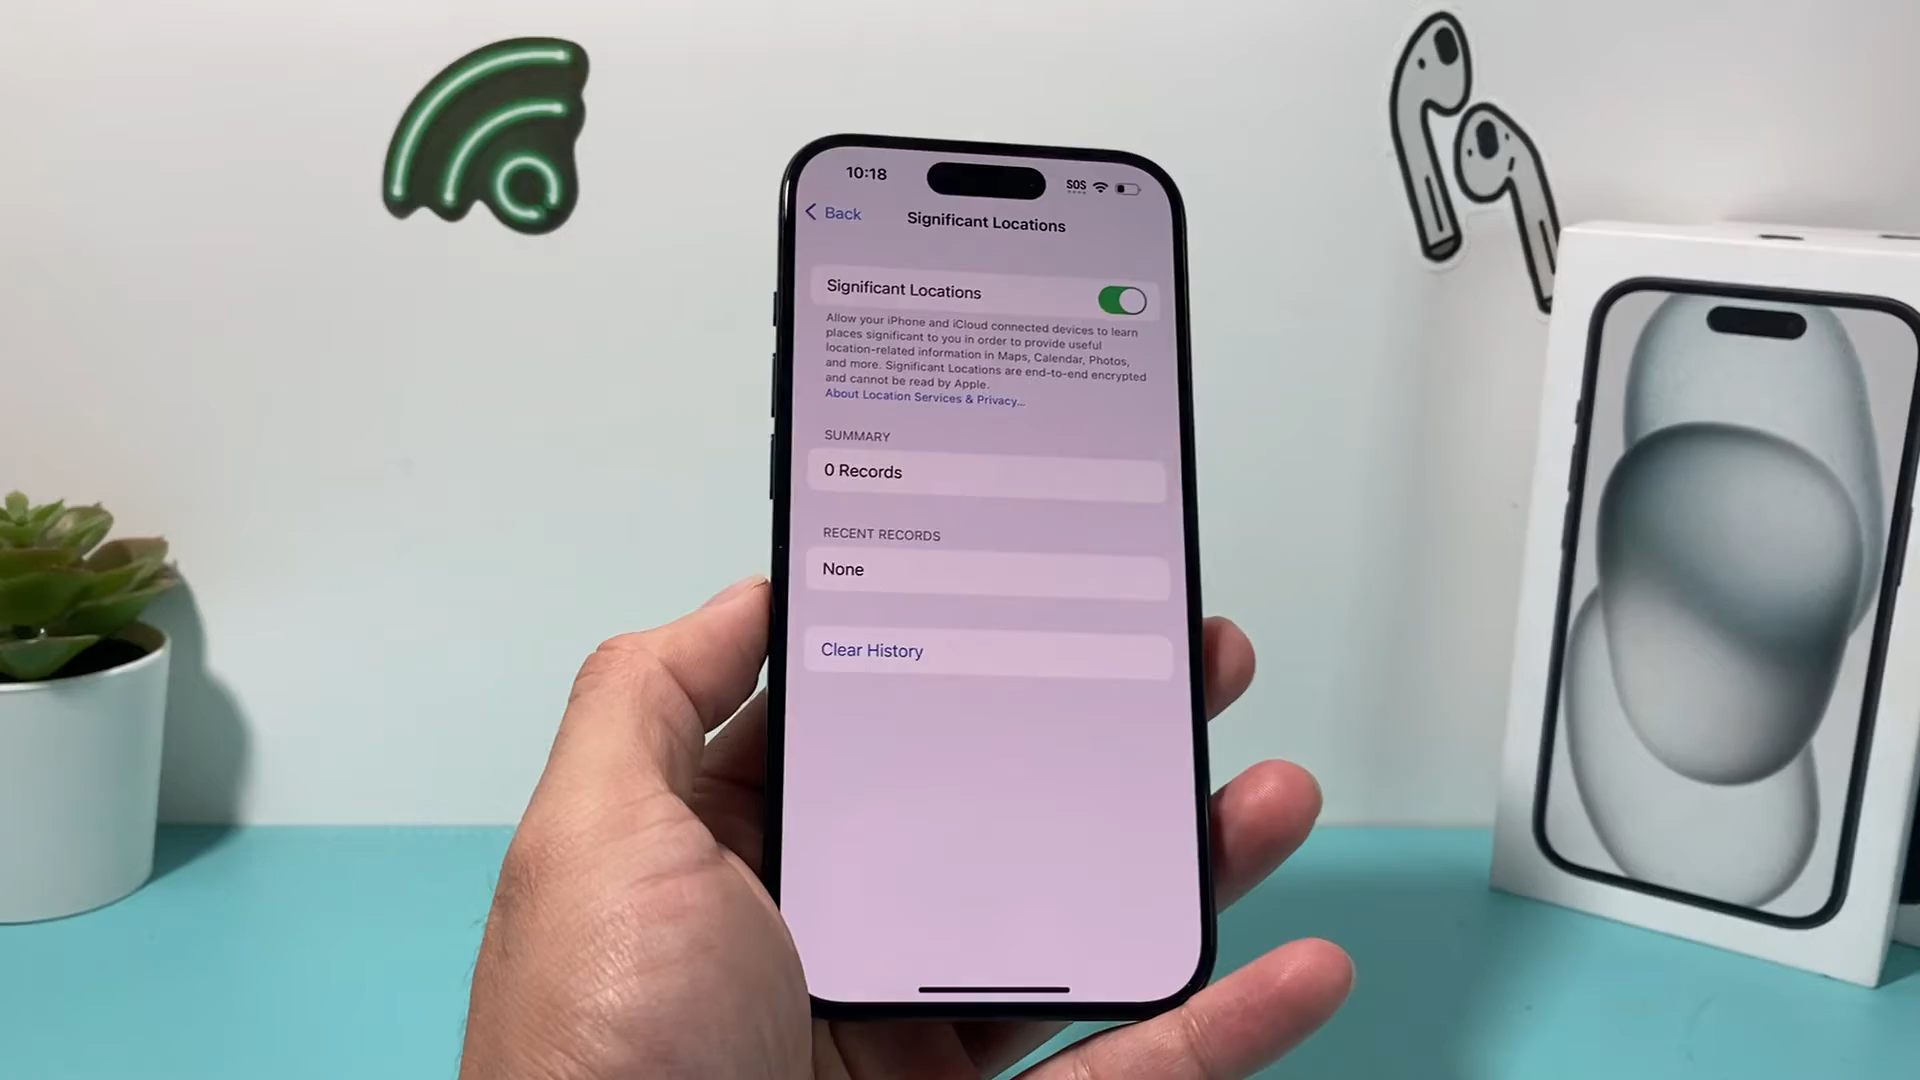 10:18
SOS
Back
Significant Locations
Significant Locations
Allow your iPhone and iCloud connected devices to learn
places significant to you in order to provide useful
location-related information in Maps, Calendar, Photos,
and more. Significant Locations are end-to-end encrypted
and cannot be read by Apple.
About Location Services & Privacy...
SUMMARY
0 Records
RECENT RECORDS
None
Clear History